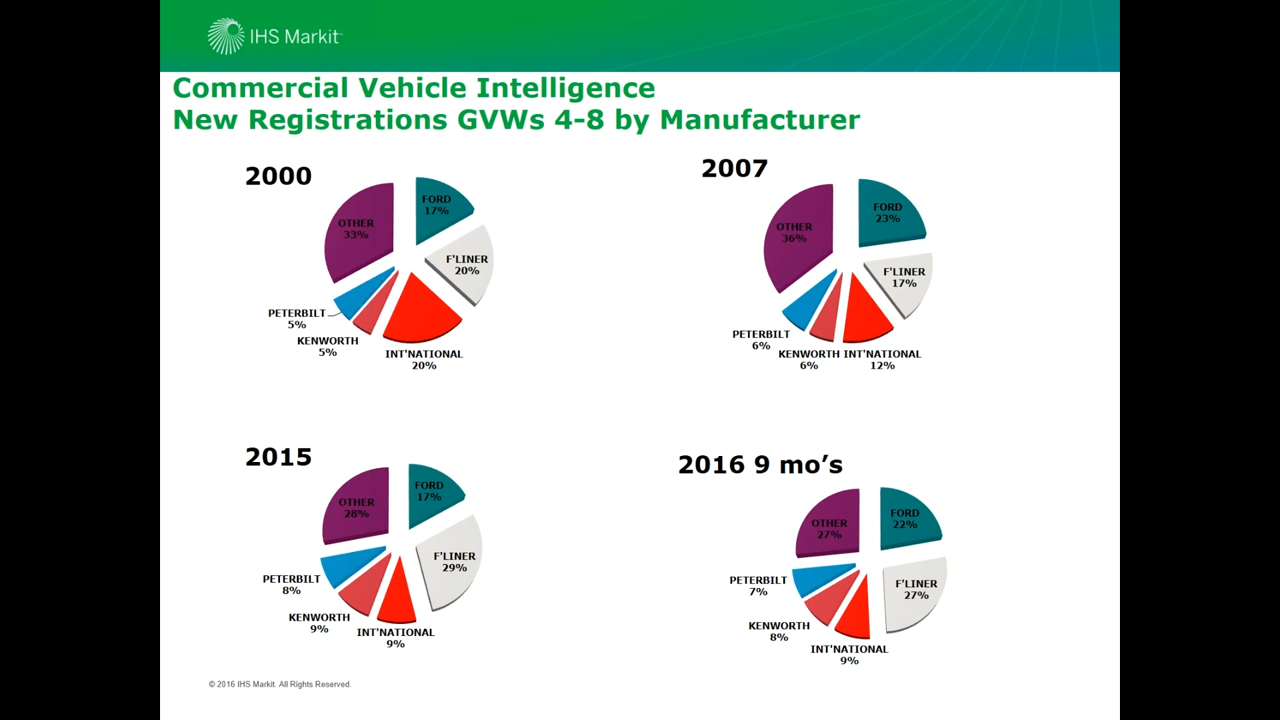 IHS Markit
Commercial Vehicle Intelligence
New Registrations GVWs 4-8 by Manufacturer
2000
FORD
17%
F'LINER
20%
INT'NATIONAL
20%
KENWORTH
5%
PETERBILT
5%
OTHER
33%
2007
FORD
23%
F'LINER
17%
INT'NATIONAL
12%
KENWORTH
6%
PETERBILT
6%
OTHER
36%
2015
FORD
17%
F'LINER
29%
INT'NATIONAL
9%
KENWORTH
9%
PETERBILT
8%
OTHER
28%
2016 9 mo’s
FORD
22%
F'LINER
27%
INT'NATIONAL
9%
KENWORTH
8%
PETERBILT
7%
OTHER
27%
© 2016 IHS Markit. All Rights Reserved.